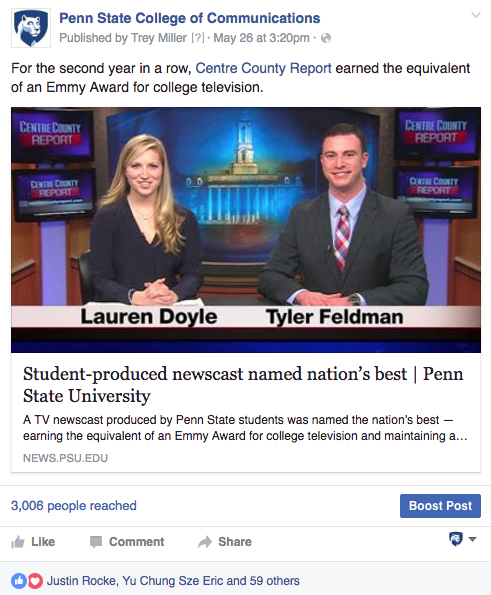 Penn State College of Communications
Published by Trey Miller [?] · May 26 at 3:20pm ·
For the second year in a row, Centre County Report earned the equivalent
of an Emmy Award for college television.
CENTRE COUNTY
REPORT
CENTRE COUNTY
REPORT
CENTRE COUNTY
REPORT
CENTRE COUNTY
REPORT
Lauren Doyle Tyler Feldman
Student-produced newscast named nation's best | Penn
State University
A TV newscast produced by Penn State students was named the nation's best —
earning the equivalent of an Emmy Award for college television and maintaining a...
NEWS.PSU.EDU
3,006 people reached
Boost Post
Like Comment Share
Justin Rocke, Yu Chung Sze Eric and 59 others